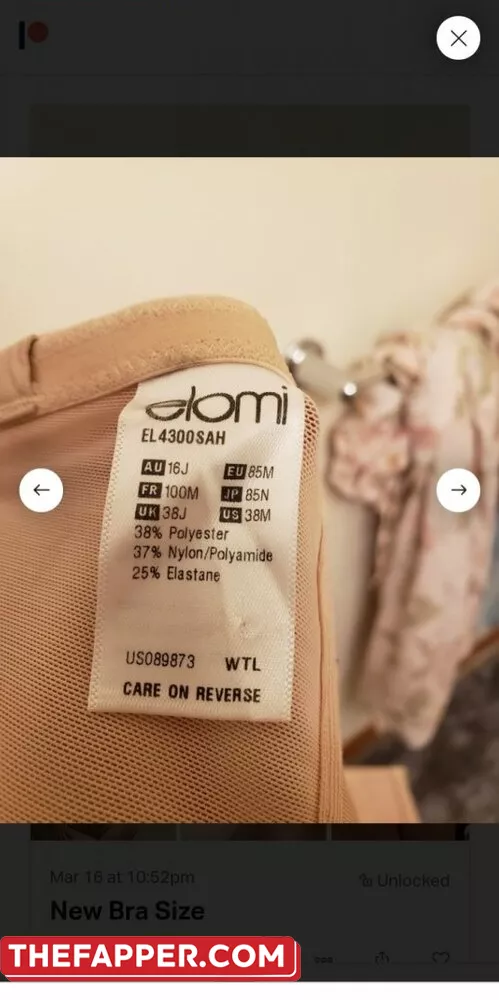 elomi
EL4300SAH
AU 16J EU 85M
FR 100M JP 85N
UK 38J US 38M
38% Polyester
37% Nylon/Polyamide
25% Elastane
US089873 WTL
CARE ON REVERSE
Mar 16 at 10:52pm
Unlocked
New Bra Size
THEFAPPER.COM